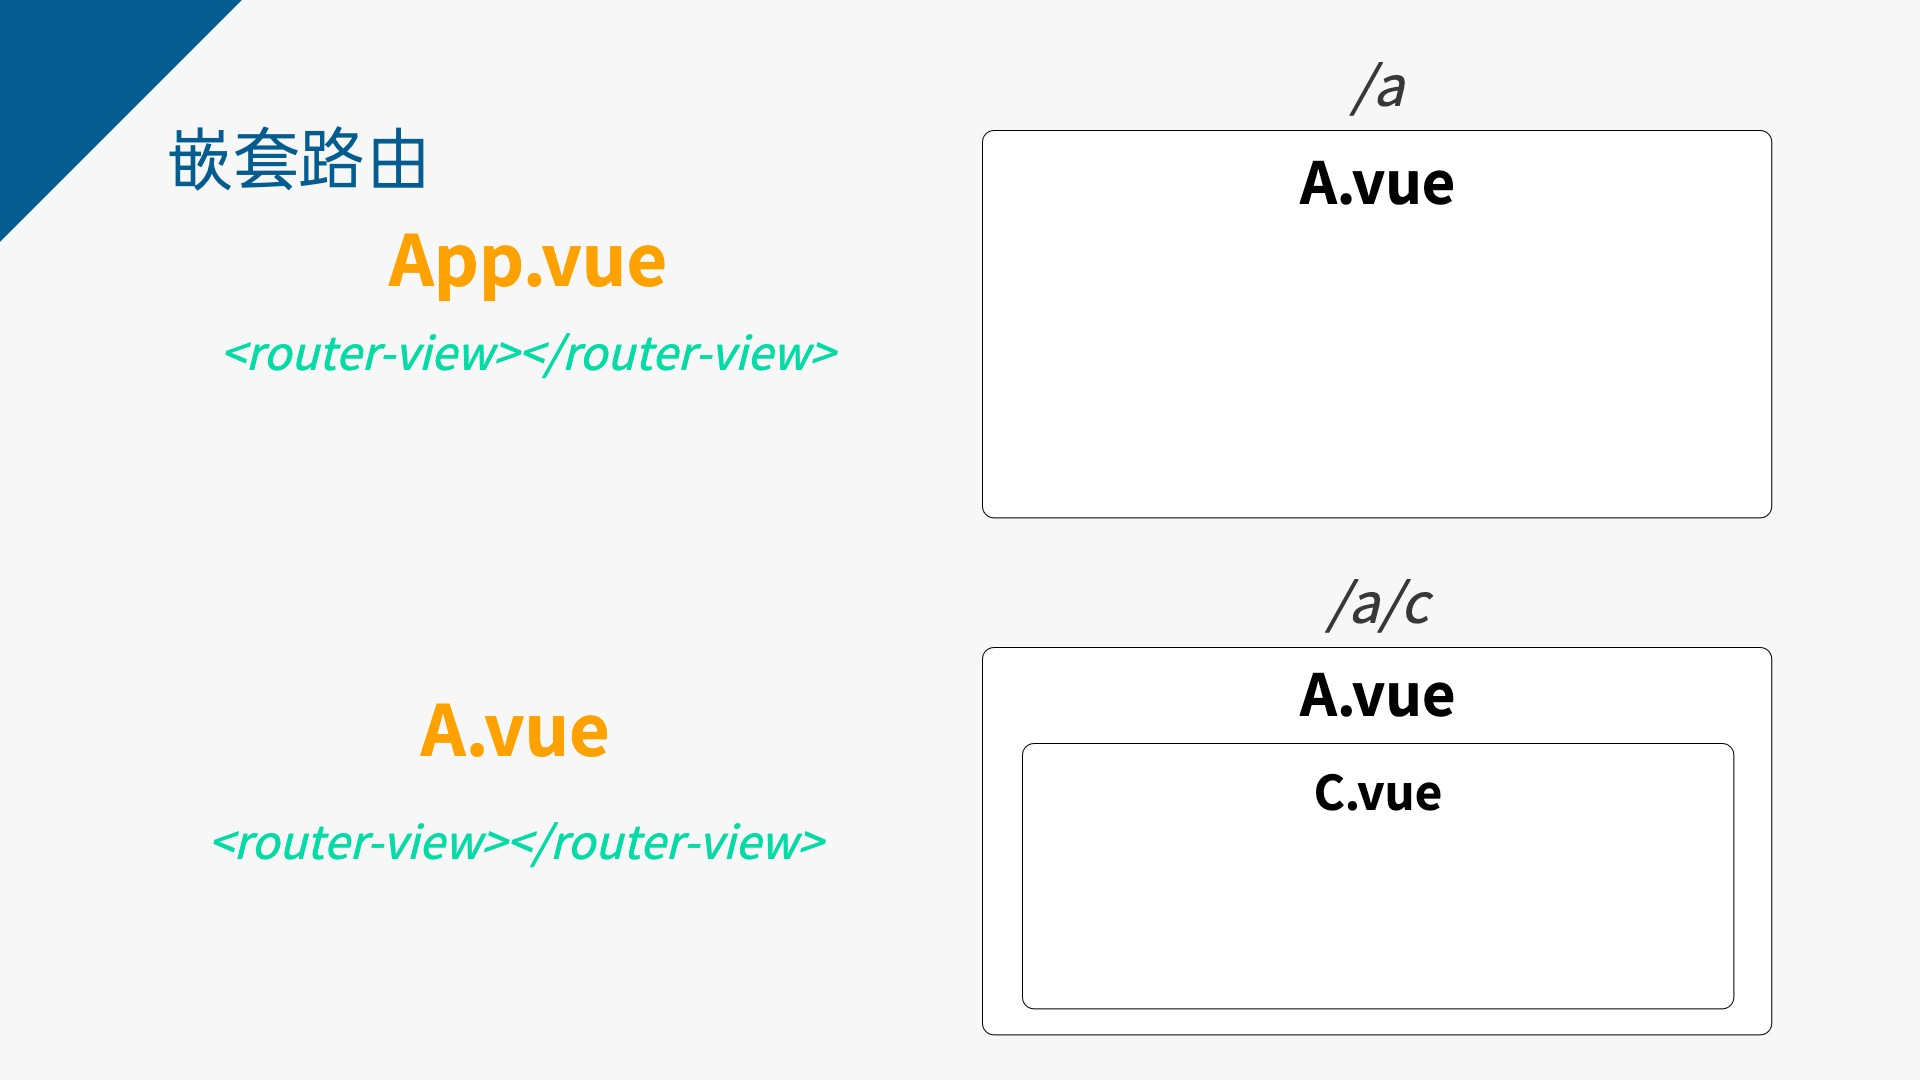 嵌套路由
App.vue
<router-view></router-view>
A.vue
<router-view></router-view>
/a
A.vue
/a/c
A.vue
C.vue